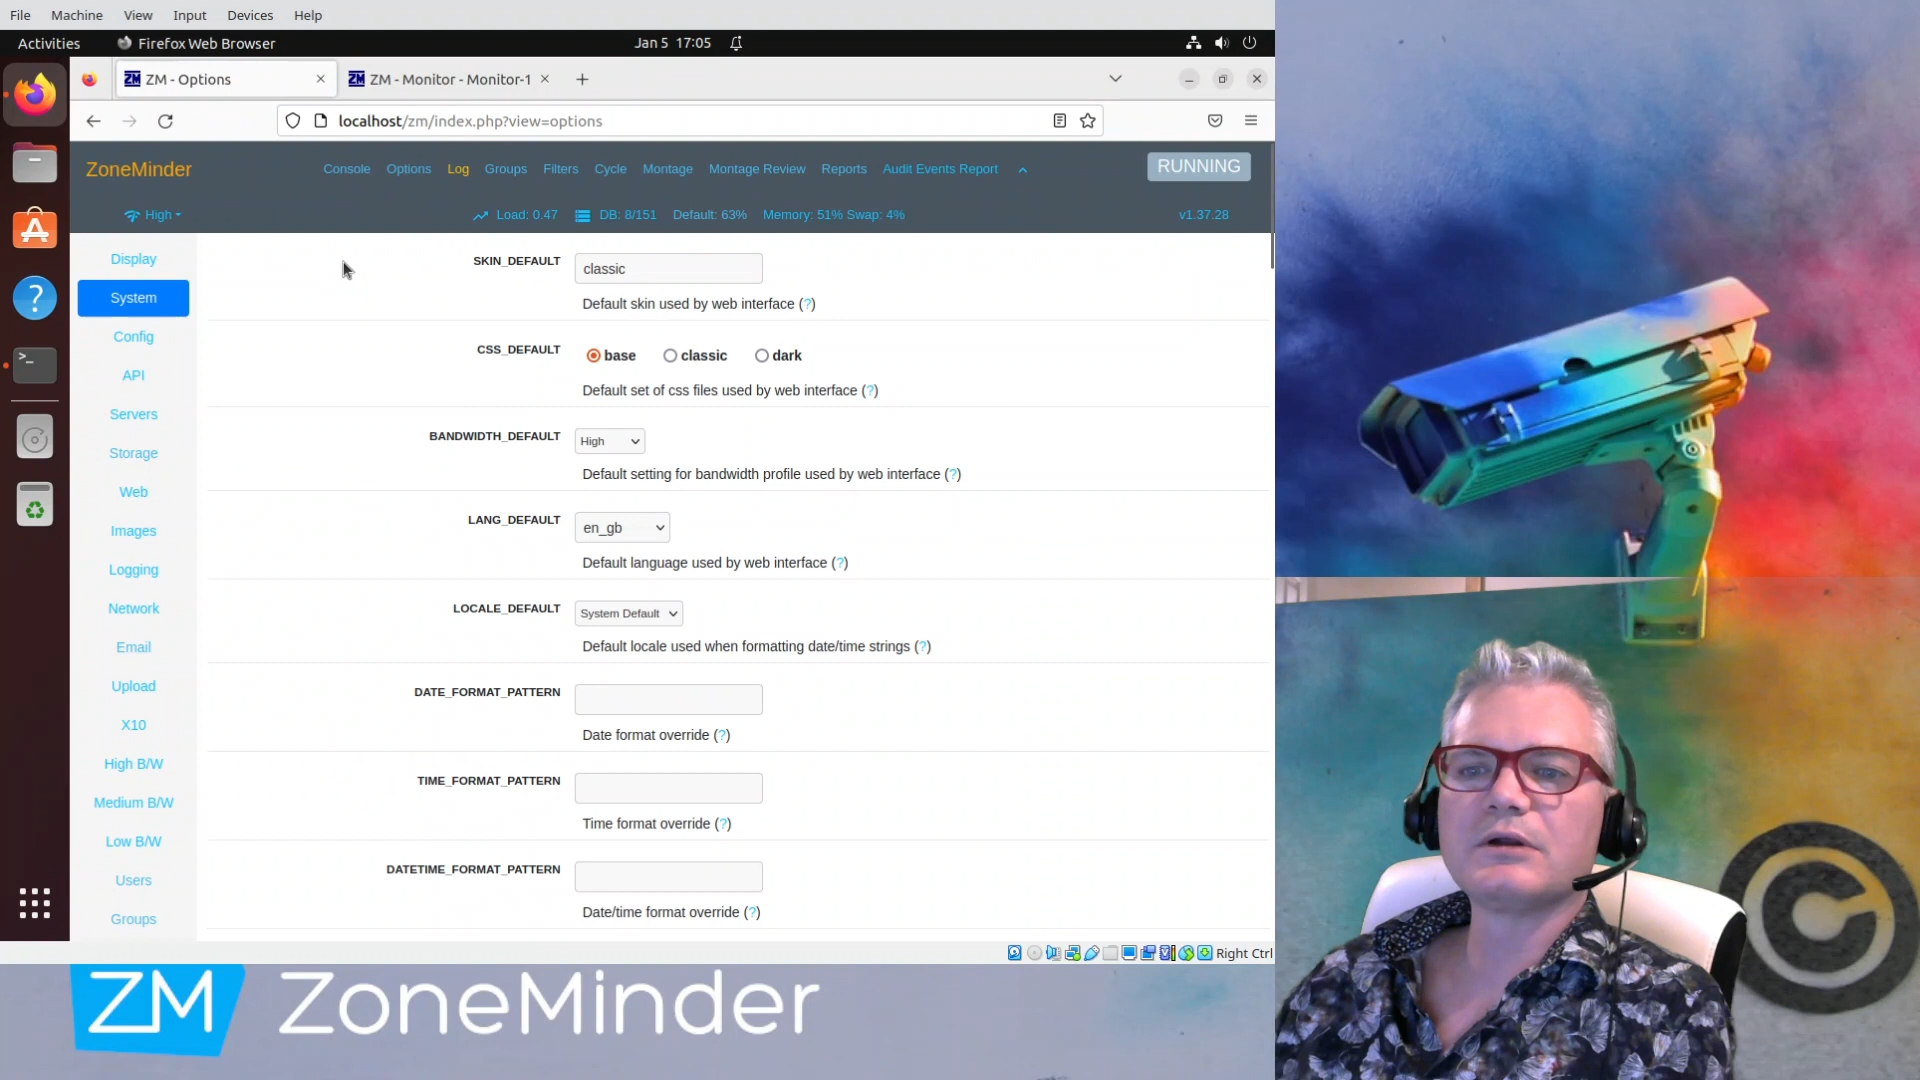 File Machine View Input Devices Help
Activities Firefox Web Browser Jan 5 17:05
ZM - Options ZM - Monitor - Monitor-1
localhost/zm/index.php?view=options
ZoneMinder Console Options Log Groups Filters Cycle Montage Montage Review Reports Audit Events Report RUNNING
High Load: 0.47 DB: 8/151 Default: 63% Memory: 51% Swap: 4% v1.37.28
Display
System
Config
API
Servers
Storage
Web
Images
Logging
Network
Email
Upload
X10
High B/W
Medium B/W
Low B/W
Users
Groups
SKIN_DEFAULT classic
Default skin used by web interface (?)
CSS_DEFAULT base classic dark
Default set of css files used by web interface (?)
BANDWIDTH_DEFAULT High
Default setting for bandwidth profile used by web interface (?)
LANG_DEFAULT en_gb
Default language used by web interface (?)
LOCALE_DEFAULT System Default
Default locale used when formatting date/time strings (?)
DATE_FORMAT_PATTERN
Date format override (?)
TIME_FORMAT_PATTERN
Time format override (?)
DATETIME_FORMAT_PATTERN
Date/time format override (?)
Right Ctrl
ZM ZoneMinder